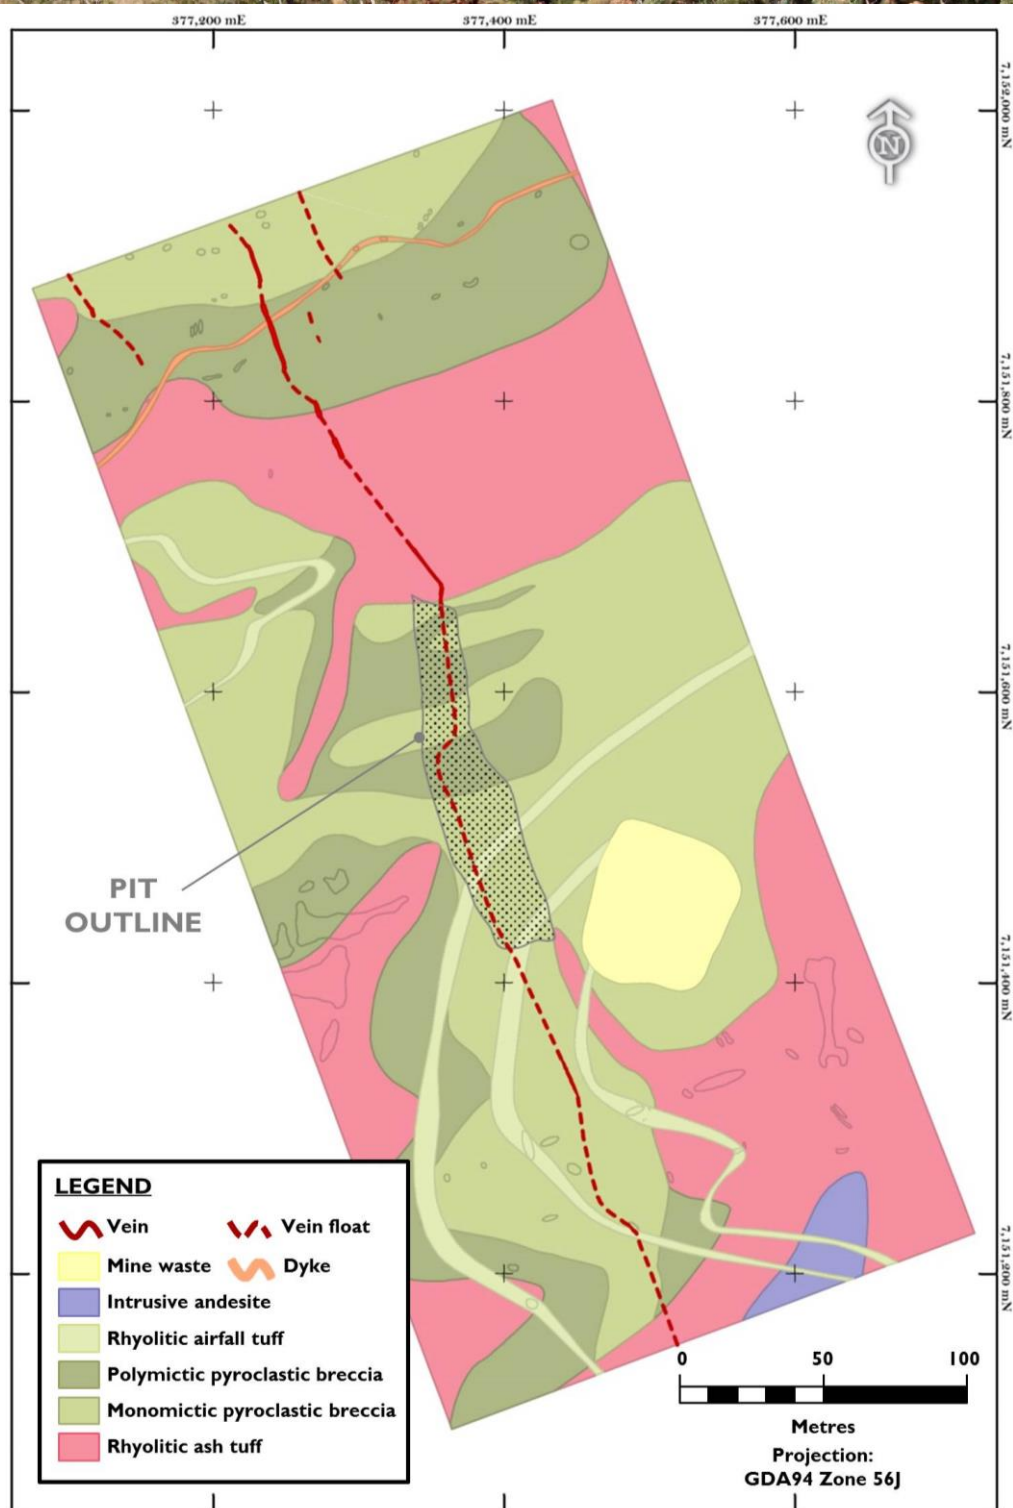 377,200 mE
377,400 mE
377,600 mE
7,152,000 mN
N
7,151,800 mN
7,151,600 mN
PIT
OUTLINE
7,151,400 mN
LEGEND
Vein
Vein float
Mine waste
Dyke
Intrusive andesite
Rhyolitic airfall tuff
Polymictic pyroclastic breccia
Monomictic pyroclastic breccia
Rhyolitic ash tuff
7,151,200 mN
0 50 100
Metres
Projection:
GDA94 Zone 56J